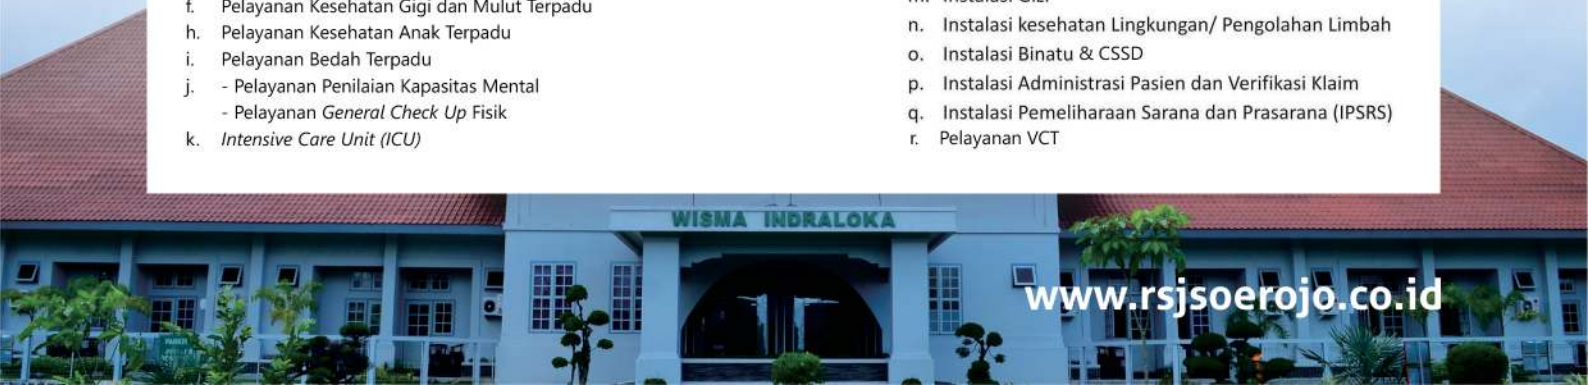 f. Pelayanan Kesehatan Gigi dan Mulut Terpadu
h. Pelayanan Kesehatan Anak Terpadu
i. Pelayanan Bedah Terpadu
j. - Pelayanan Penilaian Kapasitas Mental
- Pelayanan General Check Up Fisik
k. Intensive Care Unit (ICU)
n. Instalasi kesehatan Lingkungan/ Pengolahan Limbah
o. Instalasi Binatu & CSSD
p. Instalasi Administrasi Pasien dan Verifikasi Klaim
q. Instalasi Pemeliharaan Sarana dan Prasarana (IPSRS)
r. Pelayanan VCT
WISMA INDRALOKA
www.rsjsoerojo.co.id